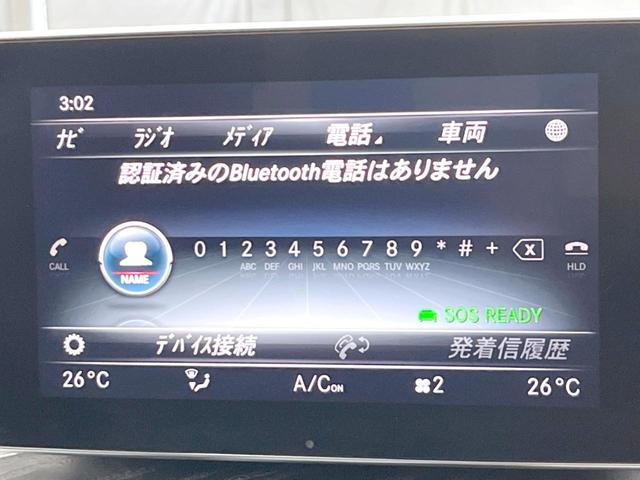 3:02
ナビ ラジオ メディア 電話 車両
認証済みのBluetooth電話はありません
0 1 2 3 4 5 6 7 8 9 * # + X
CALL NAME ABC DEF GHI JKL MNO PQRS TUV WXYZ HLD
SOS READY
デバイス接続 発着信履歴
26°C A/C ON 2 26°C